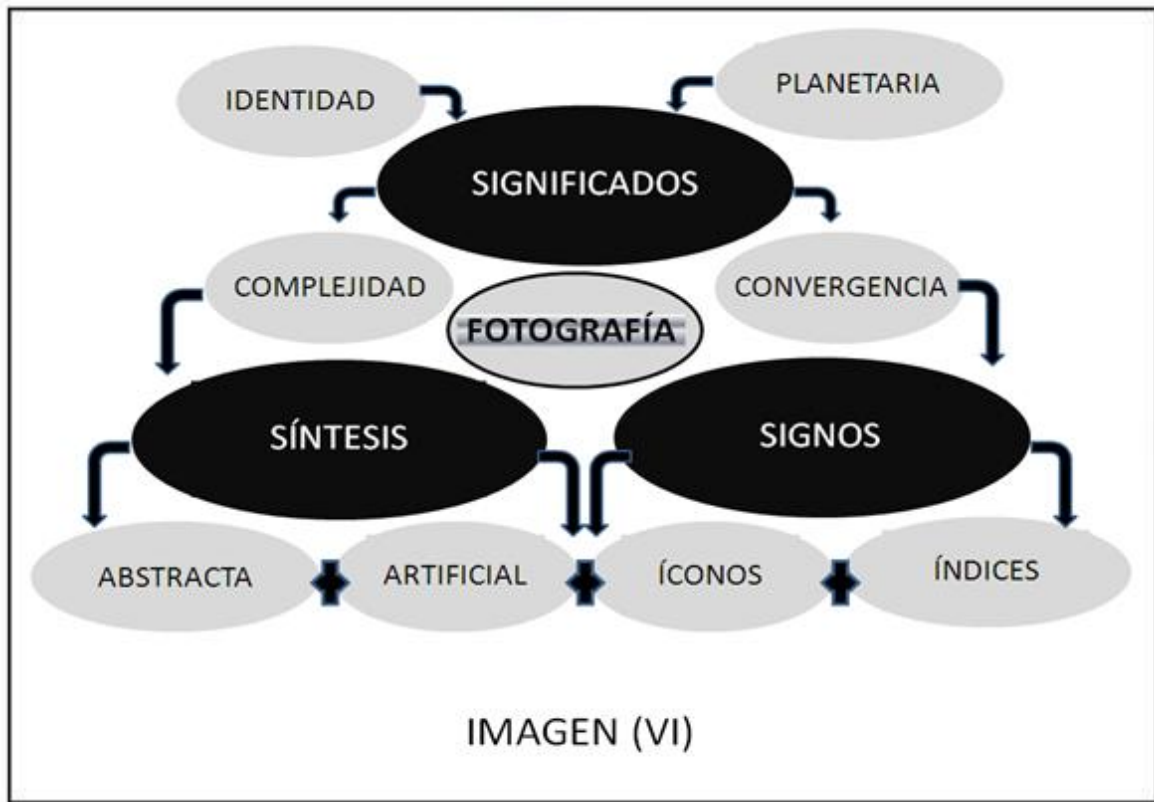 IDENTIDAD
PLANETARIA
SIGNIFICADOS
COMPLEJIDAD
CONVERGENCIA
FOTOGRAFÍA
SÍNTESIS
SIGNOS
ABSTRACTA
ARTIFICIAL
ÍCONOS
ÍNDICES
IMAGEN (VI)